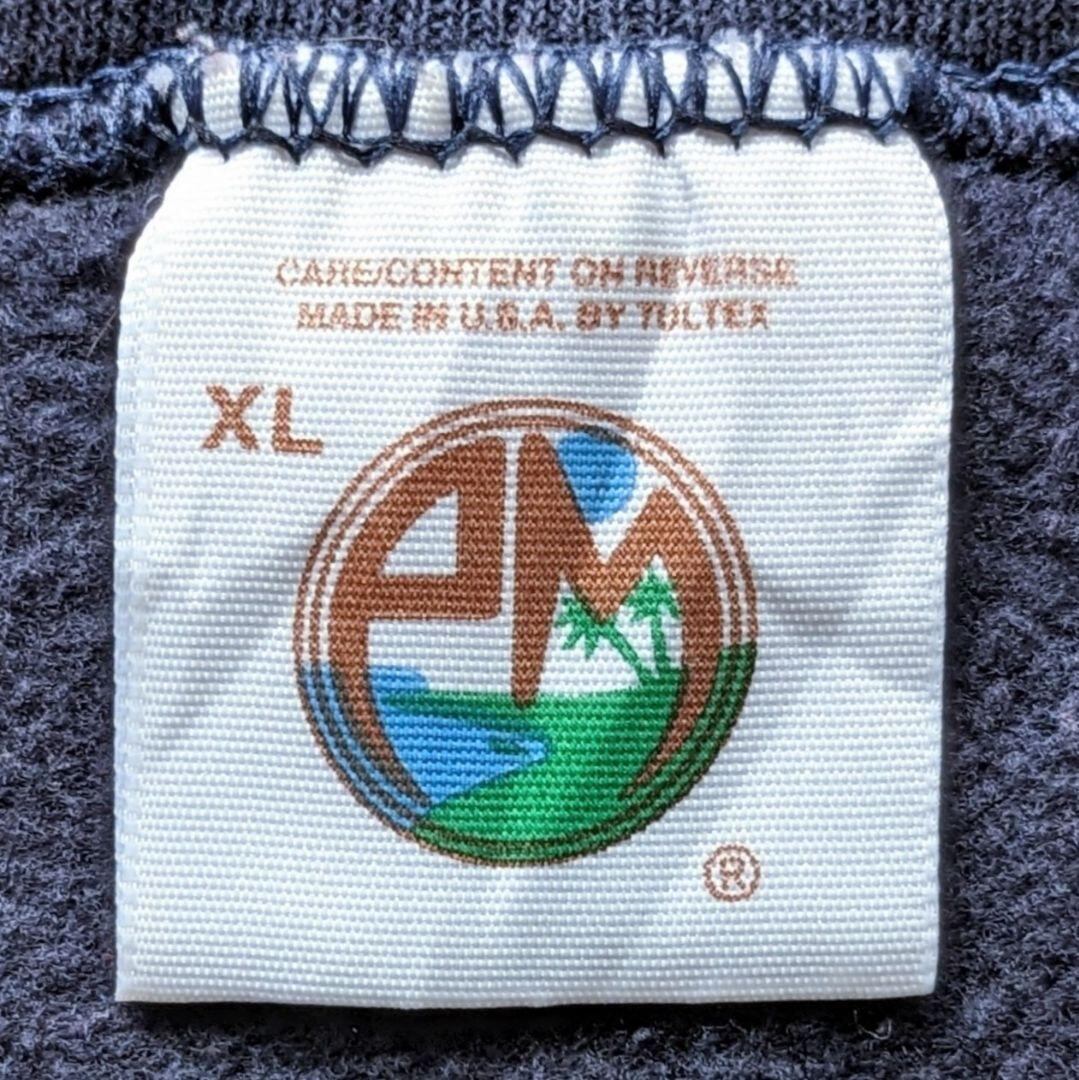 CARE/CONTENT ON REVERSE
MADE IN U.S.A. BY TULTEX
XL
PM
®